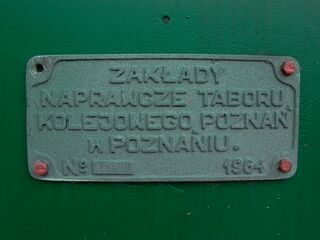 ZAKŁADY
NAPRAWCZE TABORU
KOLEJOWEGO POZNAŃ
W POZNANIU.
Nº 1964